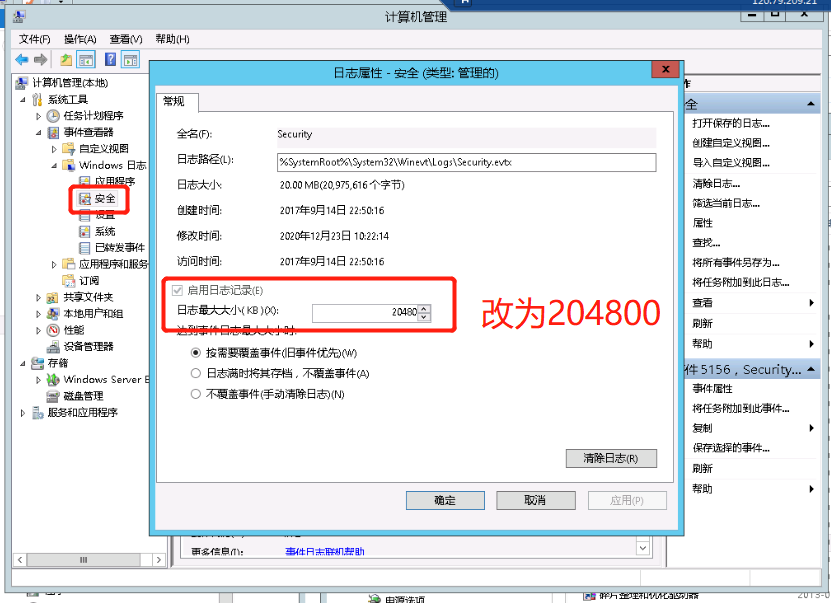 120.79.209.21
计算机管理
文件(F) 操作(A) 查看(V) 帮助(H)
计算机管理(本地)
系统工具
任务计划程序
事件查看器
自定义视图
Windows 日志
应用程序
安全
设置
系统
已转发事件
应用程序和服务
订阅
共享文件夹
本地用户和组
性能
设备管理器
存储
Windows Server B
磁盘管理
服务和应用程序
日志属性 - 安全 (类型: 管理的)
常规
全名(F): Security
日志路径(L): %SystemRoot%\System32\Winevt\Logs\Security.evtx
日志大小: 20.00 MB(20,975,616 个字节)
创建时间: 2017年9月14日 22:50:16
修改时间: 2020年12月23日 10:22:14
访问时间: 2017年9月14日 22:50:16
启用日志记录(E)
日志最大大小( KB )(X): 20480
达到事件日志最大大小时:
按需要覆盖事件(旧事件优先)(W)
日志满时将其存档，不覆盖事件(A)
不覆盖事件(手动清除日志)(N)
清除日志(R)
确定 取消 应用(P)
改为204800
更多信息(I): 事件日志联机帮助
作
全
打开保存的日志...
创建自定义视图...
导入自定义视图...
清除日志...
筛选当前日志...
属性
查找...
将所有事件另存为...
将任务附加到此日志...
查看
刷新
帮助
件 5156，Security...
事件属性
将任务附加到此事件...
复制
保存选择的事件...
刷新
帮助
电源选项
碎片整理和优化驱动器